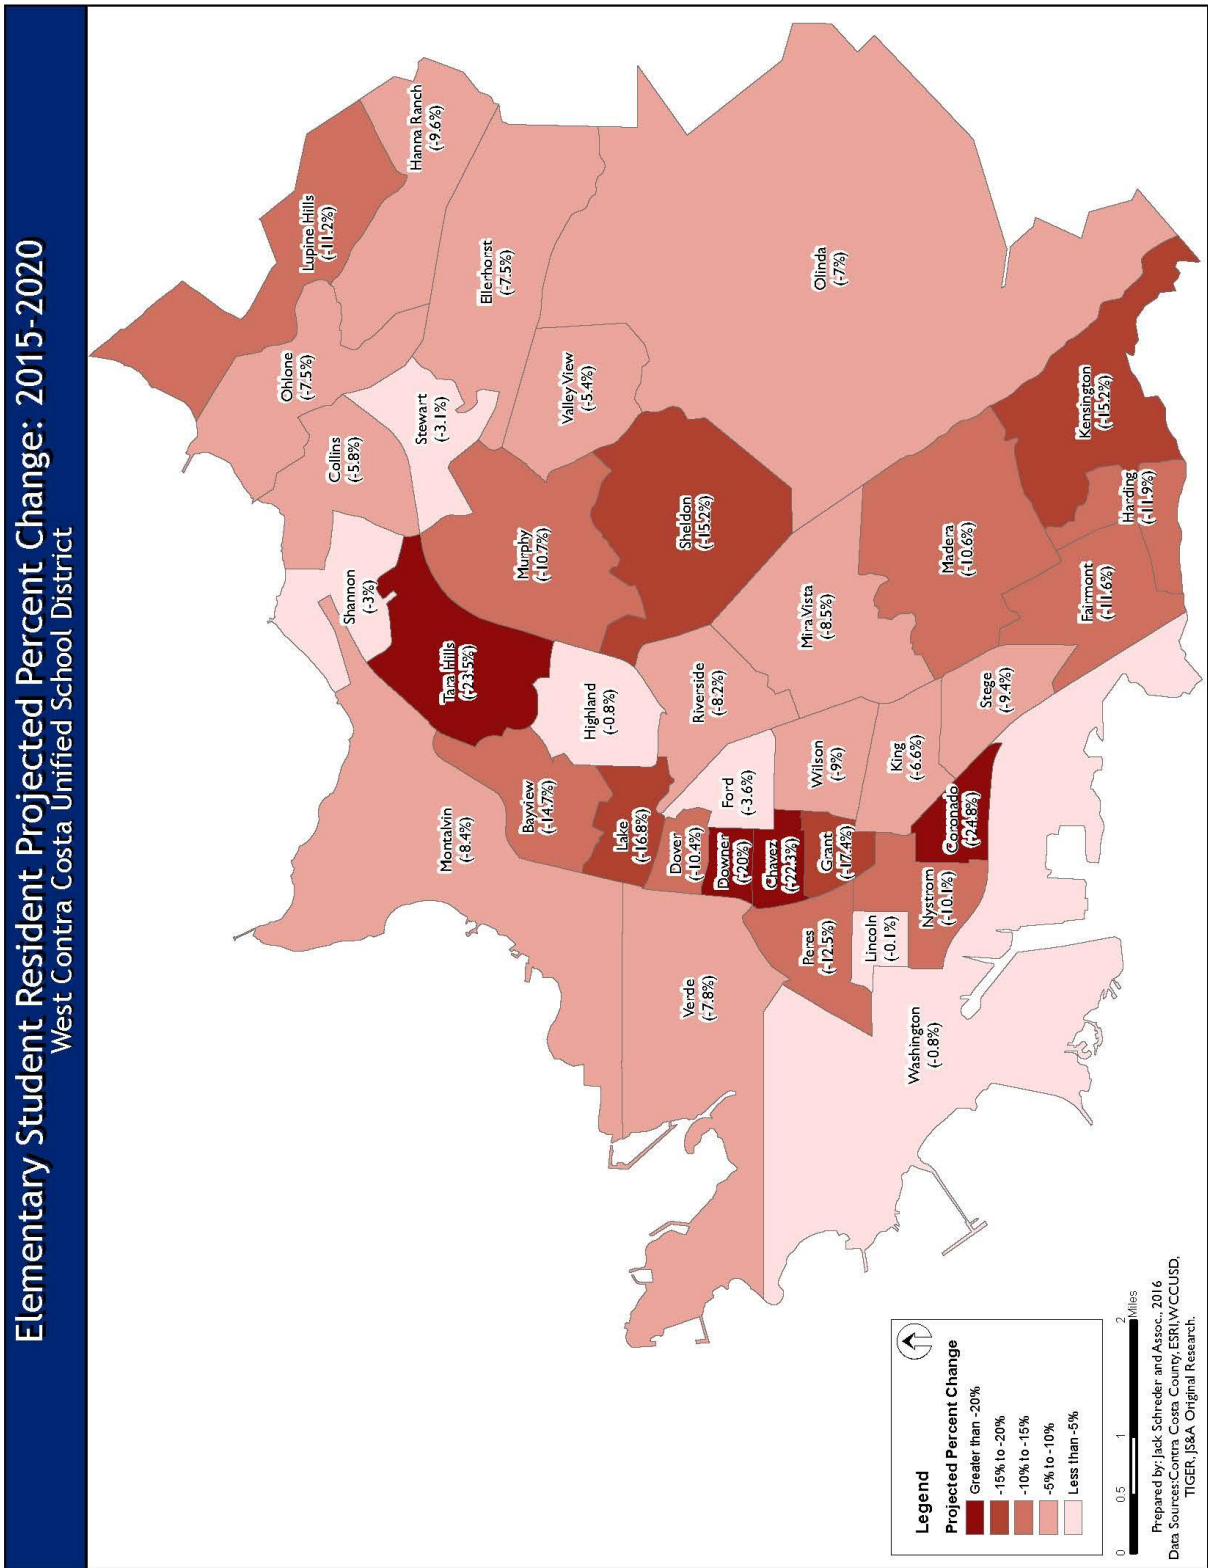 Elementary Student Resident Projected Percent Change: 2015-2020
West Contra Costa Unified School District
Lupine Hills
(-11.2%)
Hanna Ranch
(-9.6%)
Ohlone
(-7.5%)
Ellerhorst
(-7.5%)
Collins
(-5.8%)
Stewart
(-3.1%)
Valley View
(-5.4%)
Olinda
(-7%)
Shannon
(-3%)
Murphy
(-10.7%)
Sheldon
(-15.2%)
Tara Hills
(-23.5%)
Highland
(-0.8%)
Riverside
(-8.2%)
Mira Vista
(-8.5%)
Madera
(-10.6%)
Kensington
(-15.2%)
Harding
(-11.9%)
Fairmont
(-11.6%)
Stege
(-9.4%)
Montalvin
(-8.4%)
Bayview
(-14.7%)
Lake
(-16.8%)
Dover
(-10.4%)
Ford
(-3.6%)
Downer
(-20%)
Chavez
(-22.3%)
Wilson
(-9%)
Grant
(-17.4%)
King
(-6.6%)
Coronado
(-24.8%)
Nystrom
(-10.1%)
Lincoln
(-0.1%)
Peres
(-12.5%)
Verde
(-7.8%)
Washington
(-0.8%)
Legend
Projected Percent Change
Greater than -20%
-15% to -20%
-10% to -15%
-5% to -10%
Less than -5%
0 0.5 1 2
Miles
Prepared by: Jack Schreder and Assoc., 2016
Data Sources:Contra Costa County, ESRI,WCCUSD,
TIGER, JS&A Original Research.